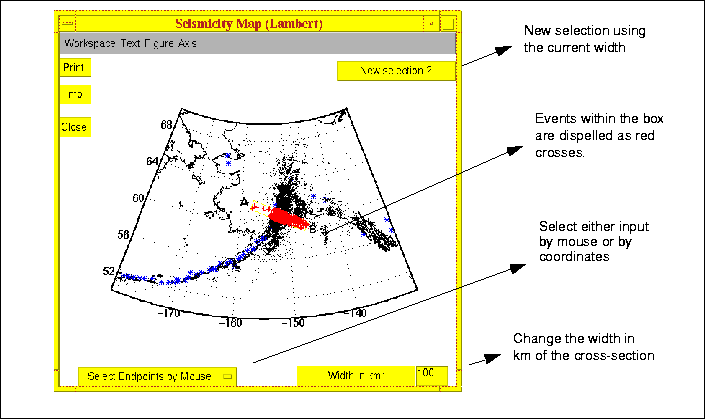 Seismicity Map (Lambert)
Workspace Text Figure Axis
Print
New selection ?
Info
Close
68
64
60
56
52
A
B
-170
-160
-150
-140
Select Endpoints by Mouse
Width in km:
100
New selection using
the current width
Events within the box
are dispelled as red
crosses.
Select either input
by mouse or by
coordinates
Change the width in
km of the cross-section